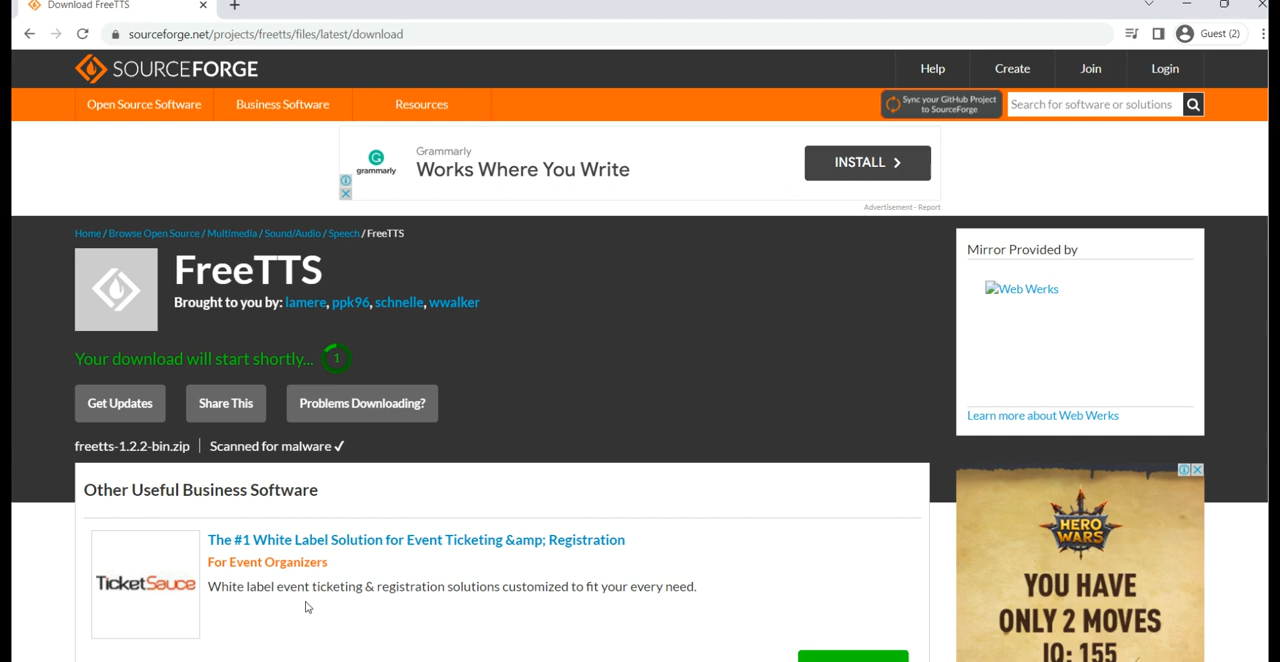 Download FreeTTS
sourceforge.net/projects/freetts/files/latest/download
Guest (2)
SOURCEFORGE
Help
Create
Join
Login
Open Source Software
Business Software
Resources
Sync your GitHub Project
to SourceForge
Search for software or solutions
Grammarly
grammarly
Works Where You Write
INSTALL
Advertisement - Report
Home / Browse Open Source / Multimedia / Sound/Audio / Speech / FreeTTS
FreeTTS
Brought to you by: lamere, ppk96, schnelle, wwalker
Mirror Provided by
Web Werks
Learn more about Web Werks
Your download will start shortly... 1
Get Updates
Share This
Problems Downloading?
freetts-1.2.2-bin.zip
Scanned for malware ✓
Other Useful Business Software
TicketSauce
The #1 White Label Solution for Event Ticketing &amp; Registration
For Event Organizers
White label event ticketing & registration solutions customized to fit your every need.
HERO
WARS
YOU HAVE
ONLY 2 MOVES
IQ: 155